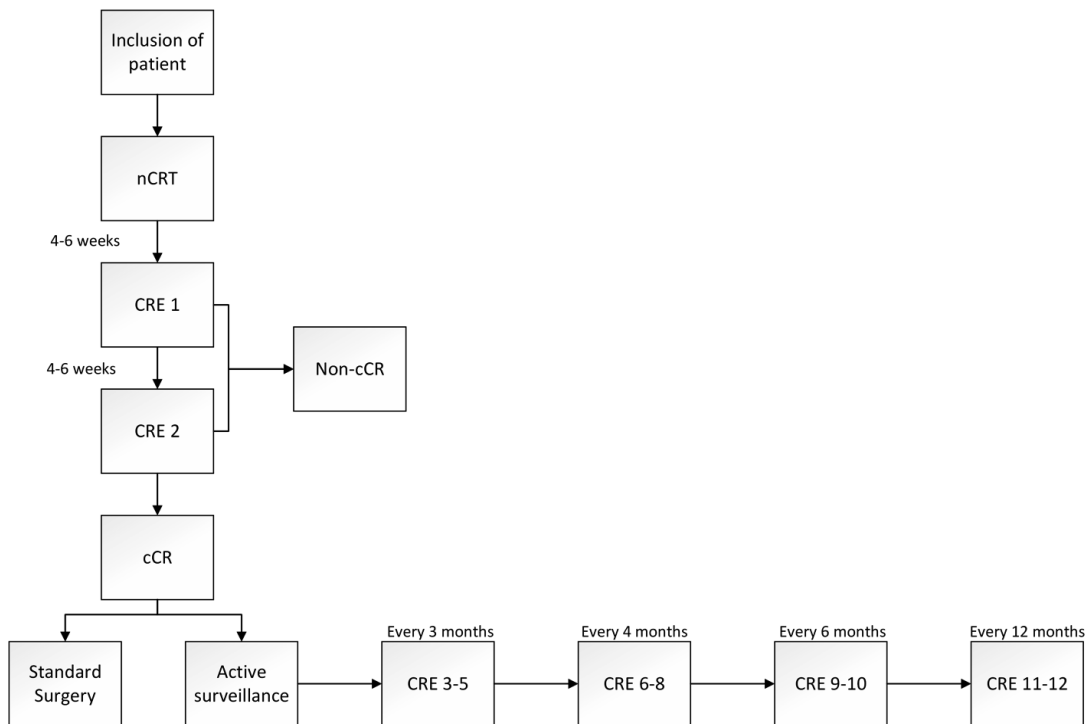 Inclusion of
patient
nCRT
4-6 weeks
CRE 1
4-6 weeks
Non-cCR
CRE 2
cCR
Standard
Surgery
Active
surveillance
Every 3 months
CRE 3-5
Every 4 months
CRE 6-8
Every 6 months
CRE 9-10
Every 12 months
CRE 11-12